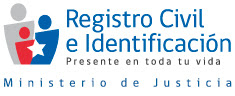 Registro Civil
e Identificación
Presente en toda tu vida
Ministerio de Justicia